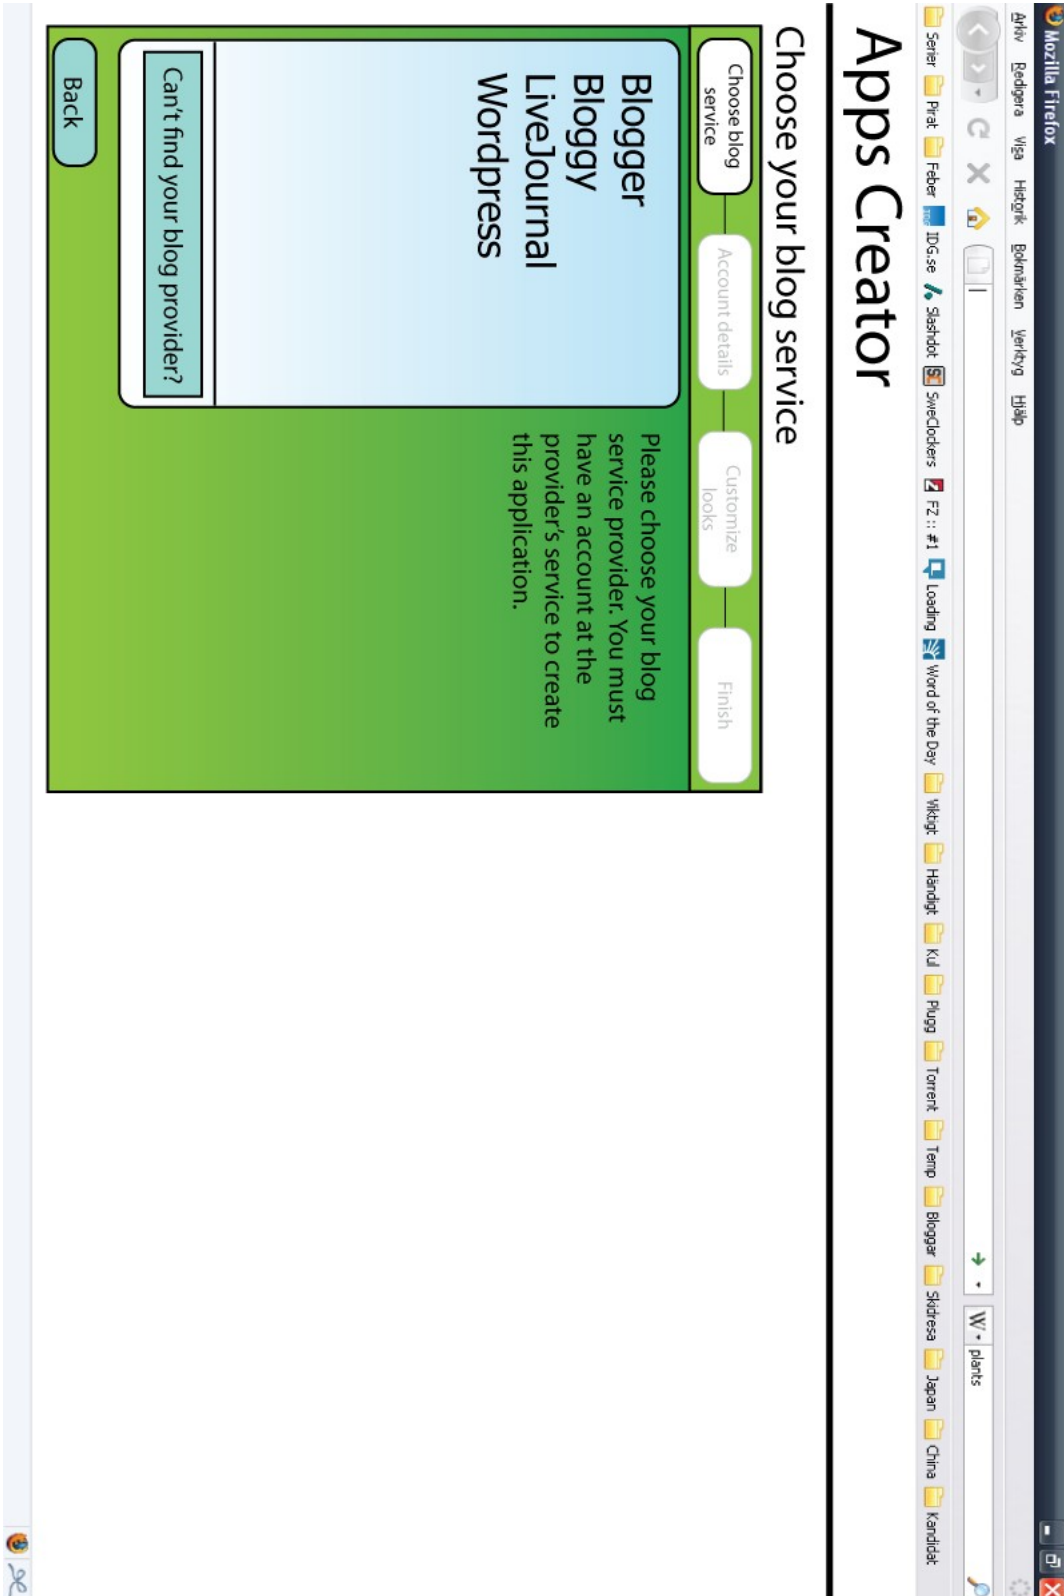 Mozilla Firefox
Arkiv Redigera Visa Historik Bokmärken Verktyg Hjälp
W plants
Serier Pirat Feber IDG.se Slashdot SweClockers FZ :: #1 Loading Word of the Day Viktigt Händigt Kul Plugg Torrent Temp Bloggar Skidresa Japan China Kandidat
Apps Creator
Choose your blog service
Choose blog
service
Account details
Customize
looks
Finish
Blogger
Bloggy
LiveJournal
Wordpress
Can't find your blog provider?
Please choose your blog
service provider. You must
have an account at the
provider's service to create
this application.
Back